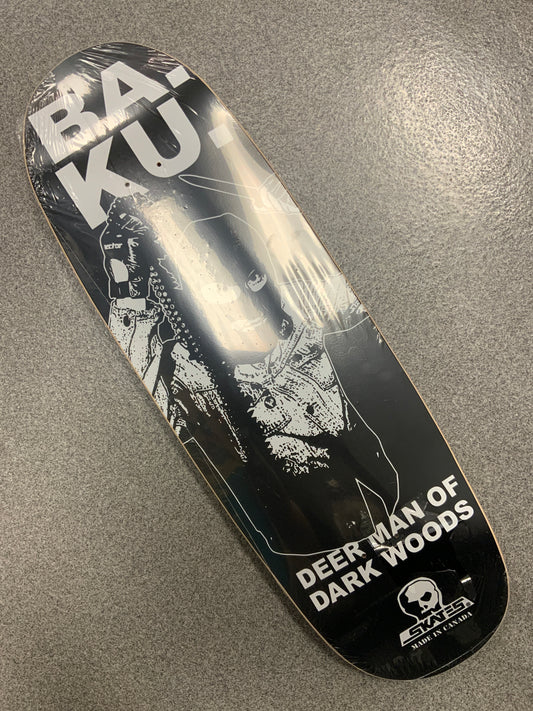 BA.
KU.
DEER MAN OF
DARK WOODS
SKATES
MADE IN CANADA